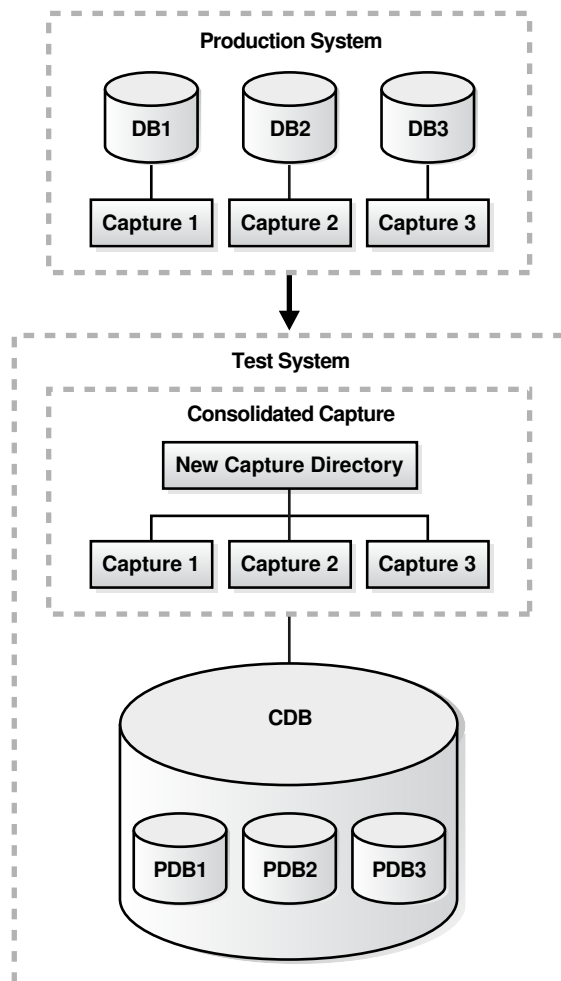 Production System
DB1
DB2
DB3
Capture 1
Capture 2
Capture 3
Test System
Consolidated Capture
New Capture Directory
Capture 1
Capture 2
Capture 3
CDB
PDB1
PDB2
PDB3